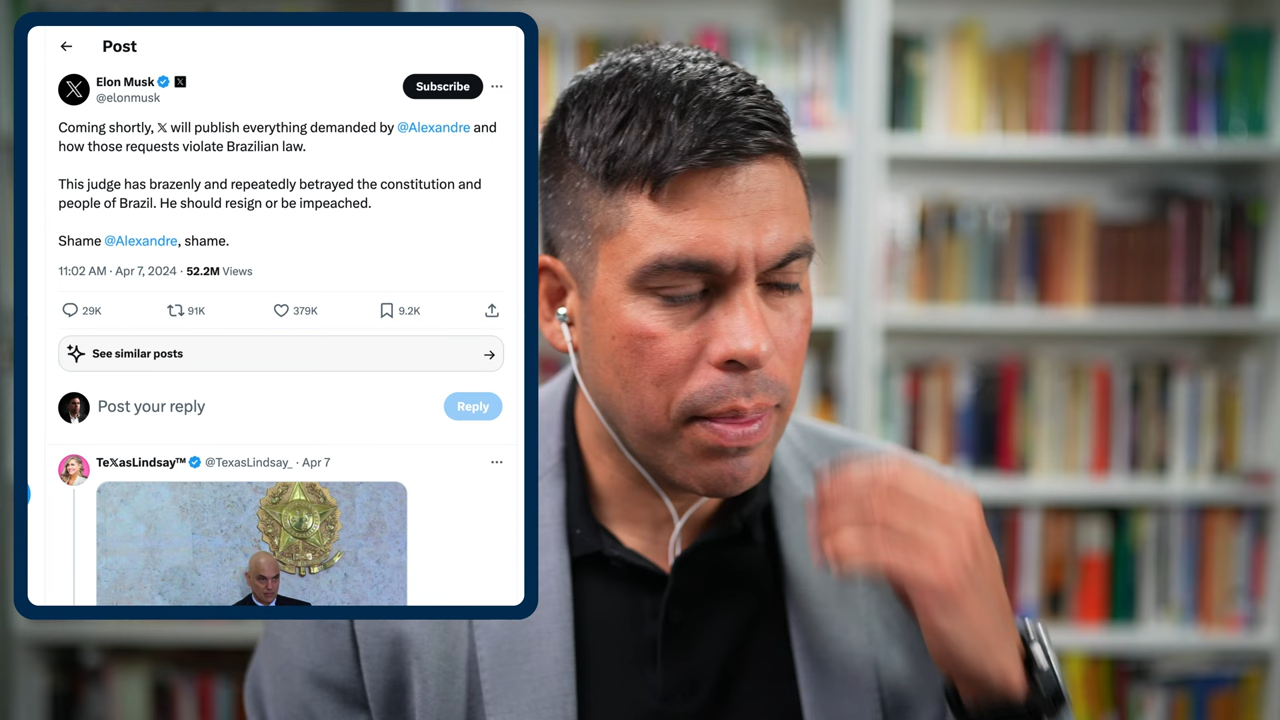 Post
Elon Musk
Subscribe
@elonmusk
Coming shortly, 𝕏 will publish everything demanded by @Alexandre and
how those requests violate Brazilian law.
This judge has brazenly and repeatedly betrayed the constitution and
people of Brazil. He should resign or be impeached.
Shame @Alexandre, shame.
11:02 AM · Apr 7, 2024 · 52.2M Views
29K 91K 379K 9.2K
See similar posts
Post your reply
Reply
Te𝕏asLindsay™ @TexasLindsay_ · Apr 7